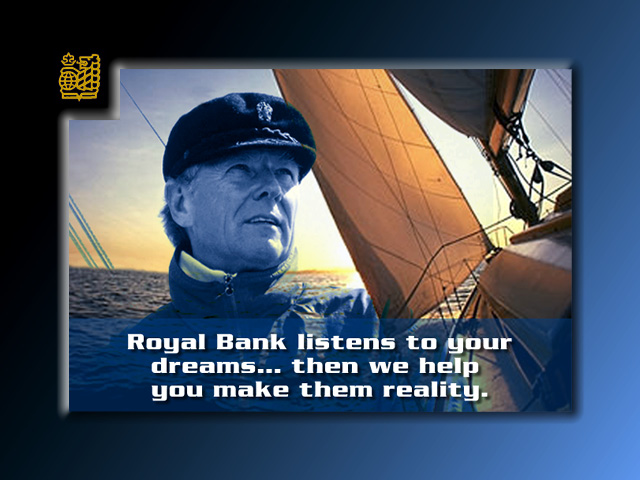 Royal Bank listens to your
dreams... then we help
you make them reality.